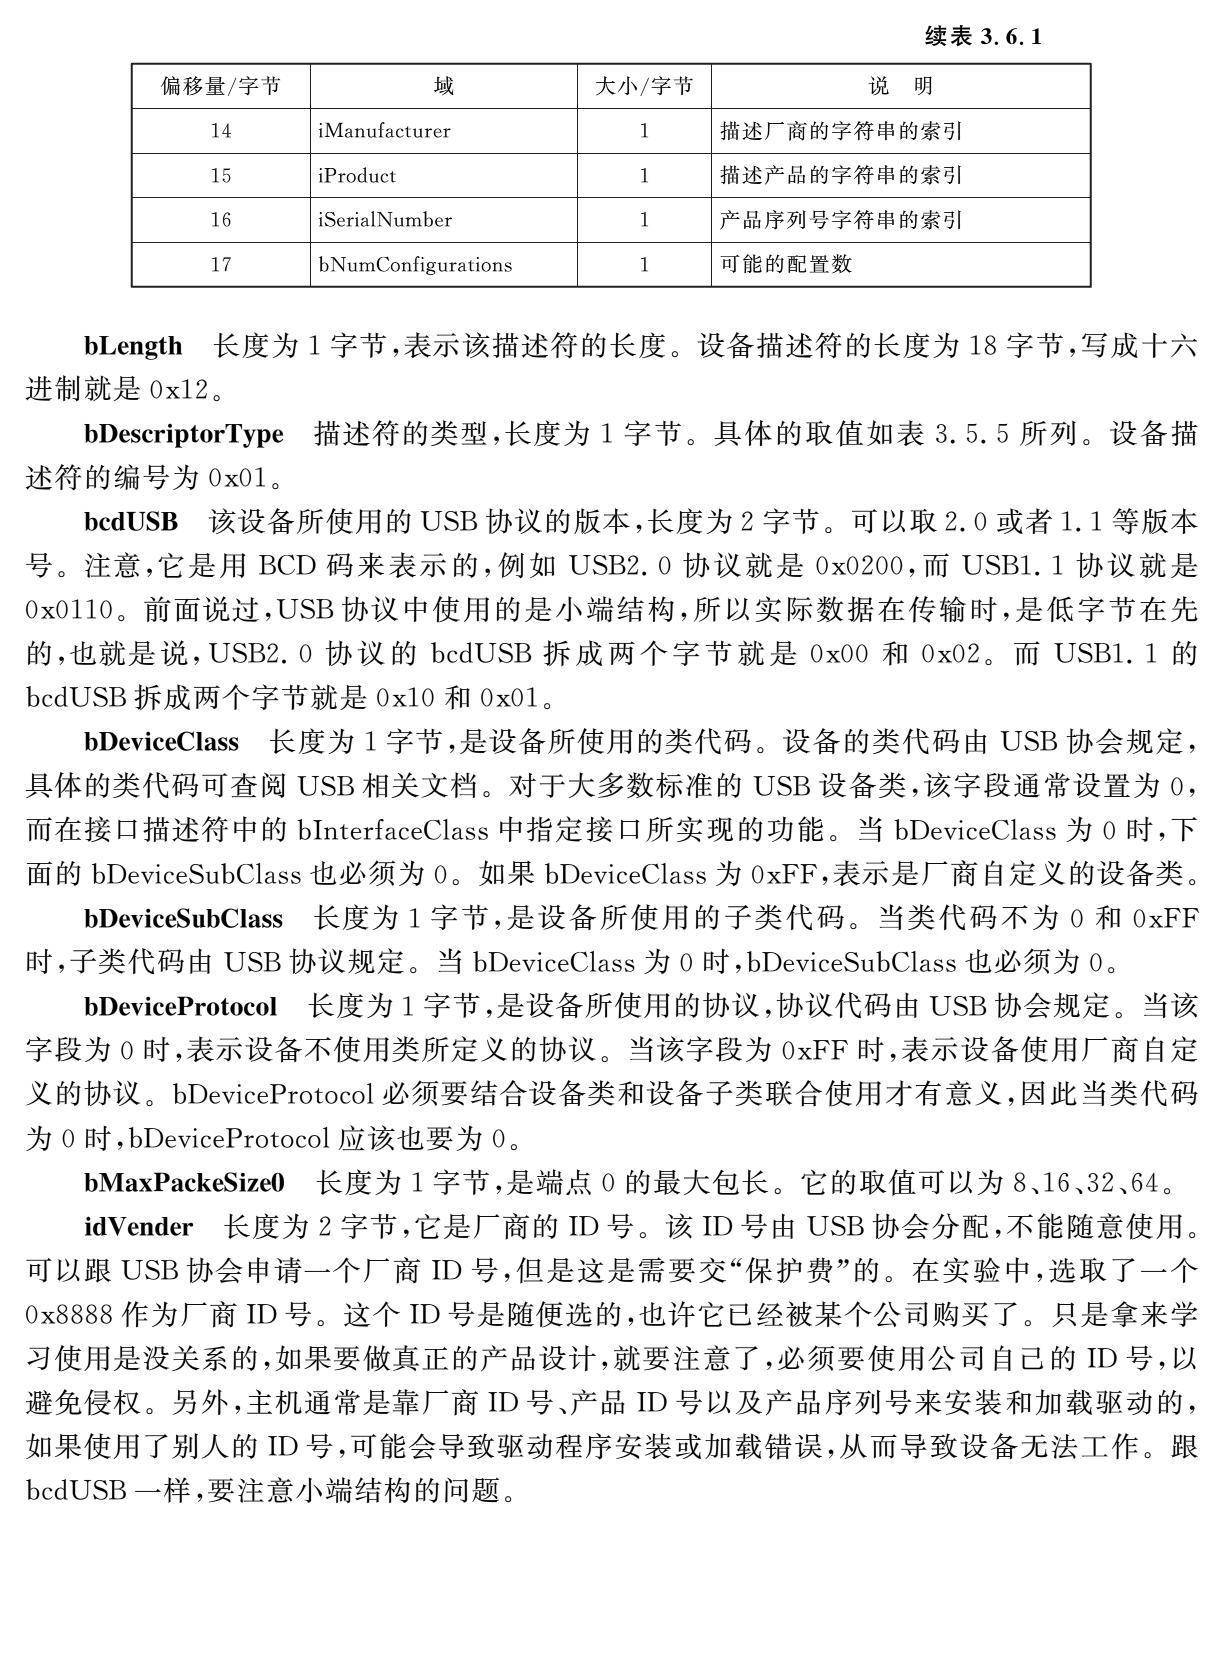 续表 3.6.1
偏移量/字节 域 大小/字节 说 明
14 iManufacturer 1 描述厂商的字符串的索引
15 iProduct 1 描述产品的字符串的索引
16 iSerialNumber 1 产品序列号字符串的索引
17 bNumConfigurations 1 可能的配置数
bLength 长度为 1 字节,表示该描述符的长度。设备描述符的长度为 18 字节,写成十六
进制就是 0x12。
bDescriptorType 描述符的类型,长度为 1 字节。具体的取值如表 3.5.5 所列。设备描
述符的编号为 0x01。
bcdUSB 该设备所使用的 USB 协议的版本,长度为 2 字节。可以取 2.0 或者 1.1 等版本
号。注意,它是用 BCD 码来表示的,例如 USB2.0 协议就是 0x0200,而 USB1.1 协议就是
0x0110。前面说过,USB 协议中使用的是小端结构,所以实际数据在传输时,是低字节在先
的,也就是说,USB2.0 协议的 bcdUSB 拆成两个字节就是 0x00 和 0x02。而 USB1.1 的
bcdUSB 拆成两个字节就是 0x10 和 0x01。
bDeviceClass 长度为 1 字节,是设备所使用的类代码。设备的类代码由 USB 协会规定,
具体的类代码可查阅 USB 相关文档。对于大多数标准的 USB 设备类,该字段通常设置为 0,
而在接口描述符中的 bInterfaceClass 中指定接口所实现的功能。当 bDeviceClass 为 0 时,下
面的 bDeviceSubClass 也必须为 0。如果 bDeviceClass 为 0xFF,表示是厂商自定义的设备类。
bDeviceSubClass 长度为 1 字节,是设备所使用的子类代码。当类代码不为 0 和 0xFF
时,子类代码由 USB 协议规定。当 bDeviceClass 为 0 时,bDeviceSubClass 也必须为 0。
bDeviceProtocol 长度为 1 字节,是设备所使用的协议,协议代码由 USB 协会规定。当该
字段为 0 时,表示设备不使用类所定义的协议。当该字段为 0xFF 时,表示设备使用厂商自定
义的协议。bDeviceProtocol 必须要结合设备类和设备子类联合使用才有意义,因此当类代码
为 0 时,bDeviceProtocol 应该也要为 0。
bMaxPackeSize0 长度为 1 字节,是端点 0 的最大包长。它的取值可以为 8、16、32、64。
idVender 长度为 2 字节,它是厂商的 ID 号。该 ID 号由 USB 协会分配,不能随意使用。
可以跟 USB 协会申请一个厂商 ID 号,但是这是需要交“保护费”的。在实验中,选取了一个
0x8888 作为厂商 ID 号。这个 ID 号是随便选的,也许它已经被某个公司购买了。只是拿来学
习使用是没关系的,如果要做真正的产品设计,就要注意了,必须要使用公司自己的 ID 号,以
避免侵权。另外,主机通常是靠厂商 ID 号、产品 ID 号以及产品序列号来安装和加载驱动的,
如果使用了别人的 ID 号,可能会导致驱动程序安装或加载错误,从而导致设备无法工作。跟
bcdUSB 一样,要注意小端结构的问题。